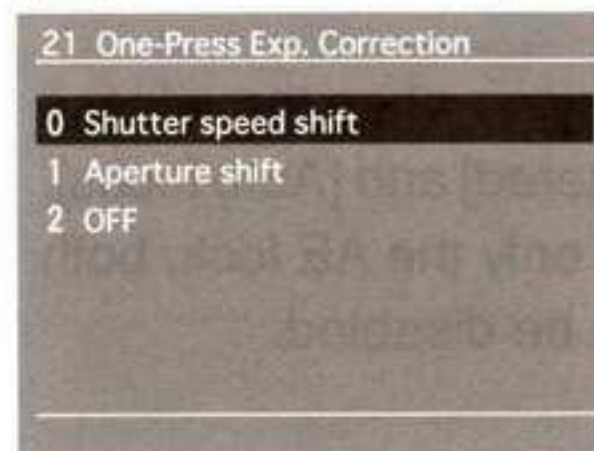 21 One-Press Exp. Correction
0 Shutter speed shift
1 Aperture shift
2 OFF